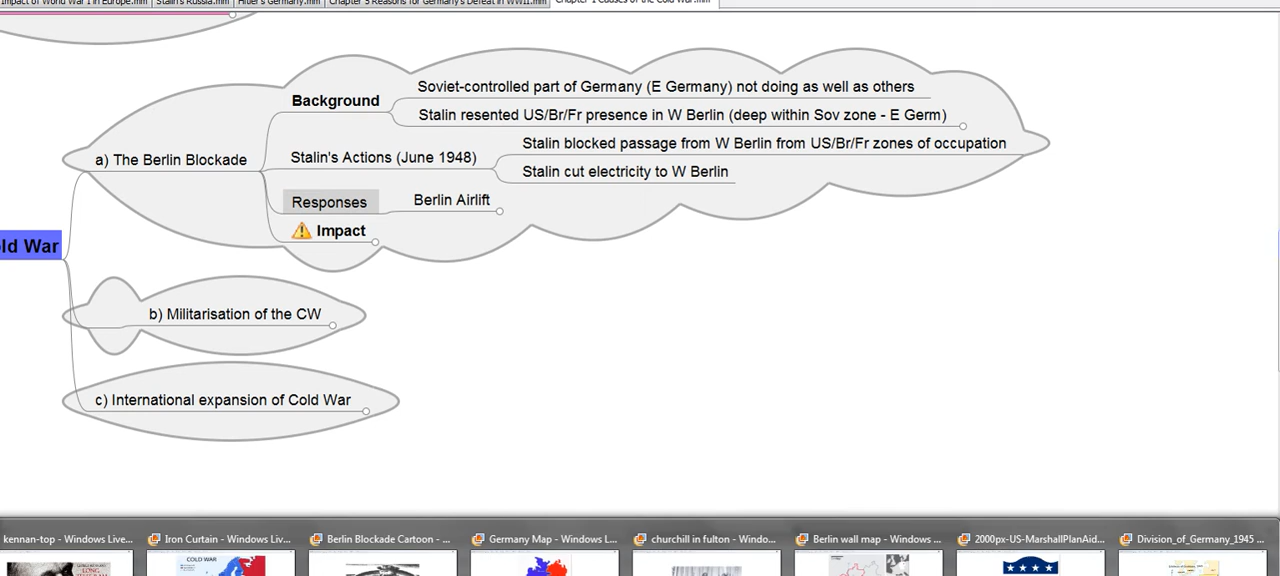 Impact of World War 1 in Europe.mm
Stalin's Russia.mm
Hitler's Germany.mm
Chapter 5 Reasons for Germany's Defeat in WWII.mm
Chapter 1 Causes of the Cold War.mm
Background
Soviet-controlled part of Germany (E Germany) not doing as well as others
Stalin resented US/Br/Fr presence in W Berlin (deep within Sov zone - E Germ)
a) The Berlin Blockade
Stalin's Actions (June 1948)
Stalin blocked passage from W Berlin from US/Br/Fr zones of occupation
Stalin cut electricity to W Berlin
Responses
Berlin Airlift
Impact
old War
b) Militarisation of the CW
c) International expansion of Cold War
kennan-top - Windows Live...
Iron Curtain - Windows Liv...
Berlin Blockade Cartoon - ...
Germany Map - Windows L...
churchill in fulton - Windo...
Berlin wall map - Windows ...
2000px-US-MarshallPlanAid...
Division_of_Germany_1945 ...
COLD WAR